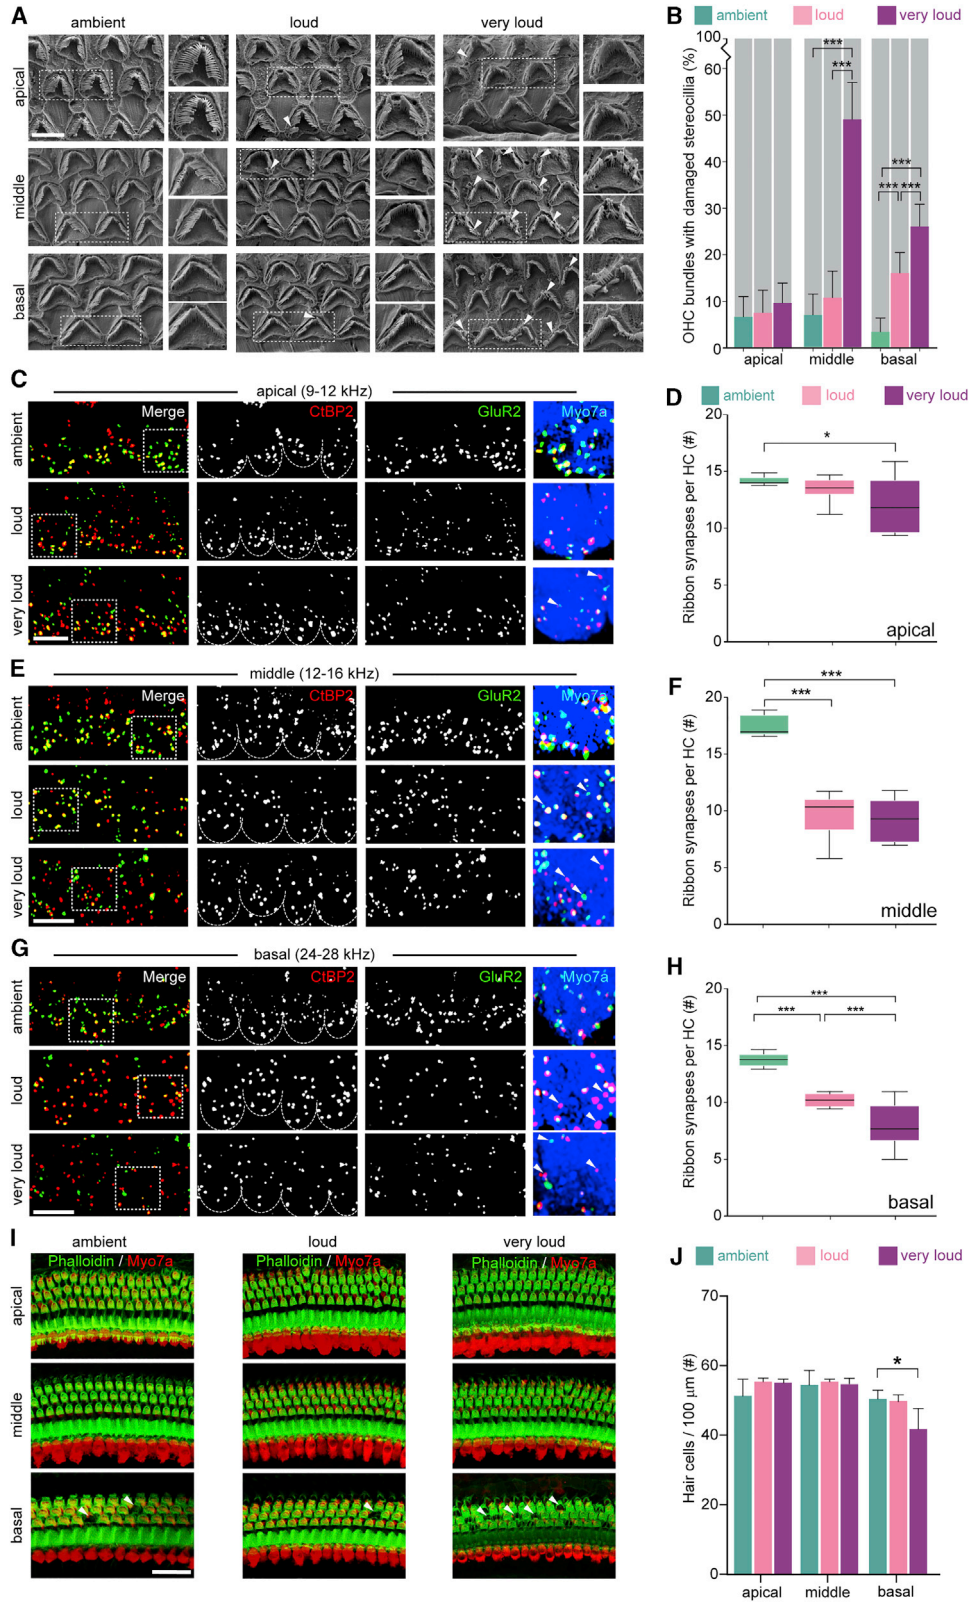 A
ambient
loud
very loud
apical
middle
basal
B
ambient
loud
very loud
OHC bundles with damaged stereocillia (%)
100
60
50
40
30
20
10
0
***
***
***
*** ***
apical
middle
basal
C
apical (9-12 kHz)
Merge
CtBP2
GluR2
Myo7a
ambient
loud
very loud
D
ambient
loud
very loud
Ribbon synapses per HC (#)
20
15
10
5
0
*
apical
E
middle (12-16 kHz)
Merge
CtBP2
GluR2
Myo7a
ambient
loud
very loud
F
Ribbon synapses per HC (#)
20
15
10
5
0
***
***
middle
G
basal (24-28 kHz)
Merge
CtBP2
GluR2
Myo7a
ambient
loud
very loud
H
Ribbon synapses per HC (#)
20
15
10
5
0
***
*** ***
basal
I
ambient
loud
very loud
Phalloidin / Myo7a
Phalloidin / Myo7a
Phalloidin / Myo7a
apical
middle
basal
J
ambient
loud
very loud
Hair cells / 100 µm (#)
70
60
40
20
0
*
apical
middle
basal